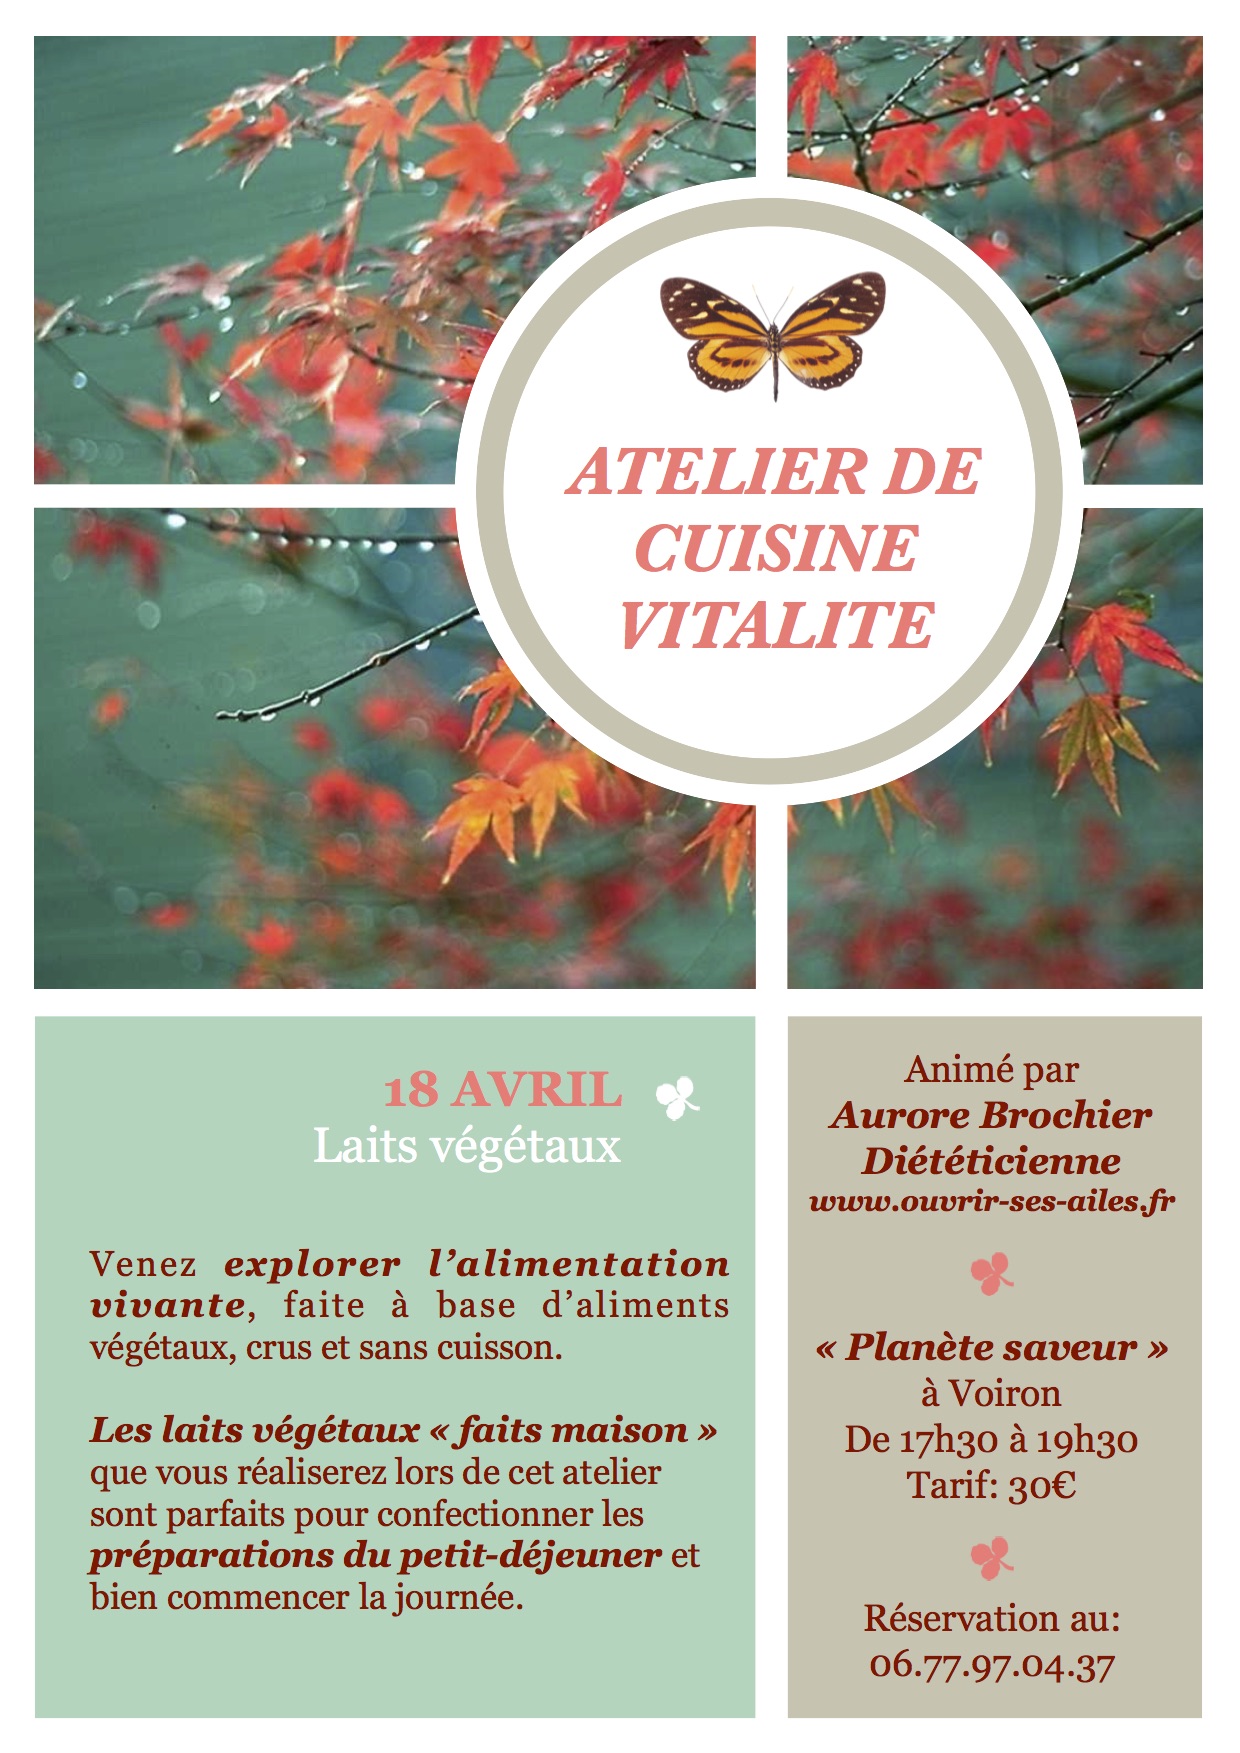 ATELIER DE
CUISINE
VITALITE
18 AVRIL
Laits végétaux
Venez explorer l’alimentation
vivante, faite à base d’aliments
végétaux, crus et sans cuisson.
Les laits végétaux « faits maison »
que vous réaliserez lors de cet atelier
sont parfaits pour confectionner les
préparations du petit-déjeuner et
bien commencer la journée.
Animé par
Aurore Brochier
Diététicienne
www.ouvrir-ses-ailes.fr
« Planète saveur »
à Voiron
De 17h30 à 19h30
Tarif: 30€
Réservation au:
06.77.97.04.37